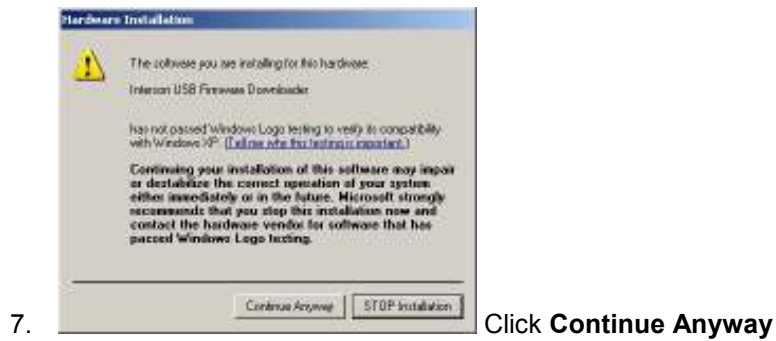 Hardware Installation
The software you are installing for this hardware:
Interson USB Firmware Downloader
has not passed Windows Logo testing to verify its compatibility
with Windows XP. (Tell me why this testing is important.)
Continuing your installation of this software may impair
or destabilize the correct operation of your system
either immediately or in the future. Microsoft strongly
recommends that you stop this installation now and
contact the hardware vendor for software that has
passed Windows Logo testing.
Continue Anyway
STOP Installation
7.
Click Continue Anyway